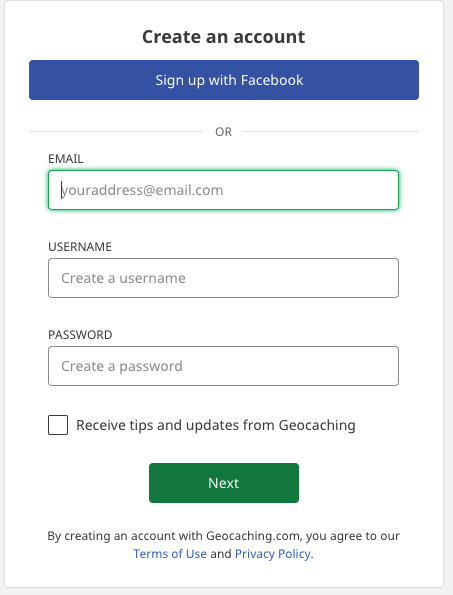 Create an account
Sign up with Facebook
OR
EMAIL
youraddress@email.com
USERNAME
Create a username
PASSWORD
Create a password
Receive tips and updates from Geocaching
Next
By creating an account with Geocaching.com, you agree to our
Terms of Use and Privacy Policy.